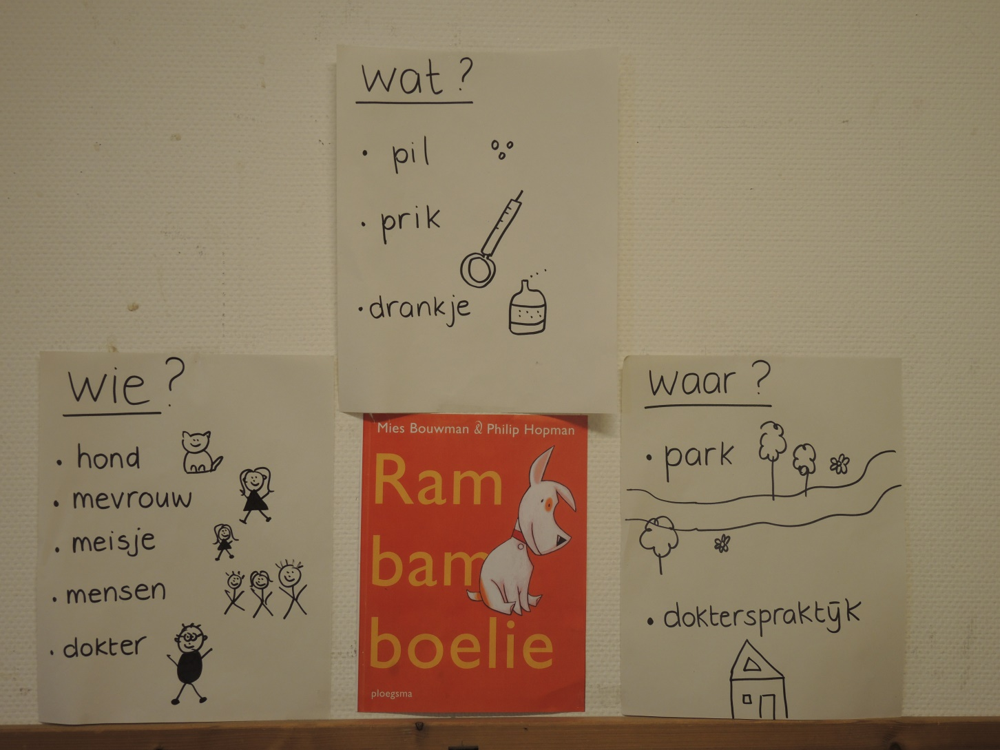 wat?
• pil
• prik
• drankje
wie?
• hond
• mevrouw
• meisje
• mensen
• dokter
Mies Bouwman & Philip Hopman
Ram
bam
boelie
ploegsma
waar?
• park
• dokterspraktijk